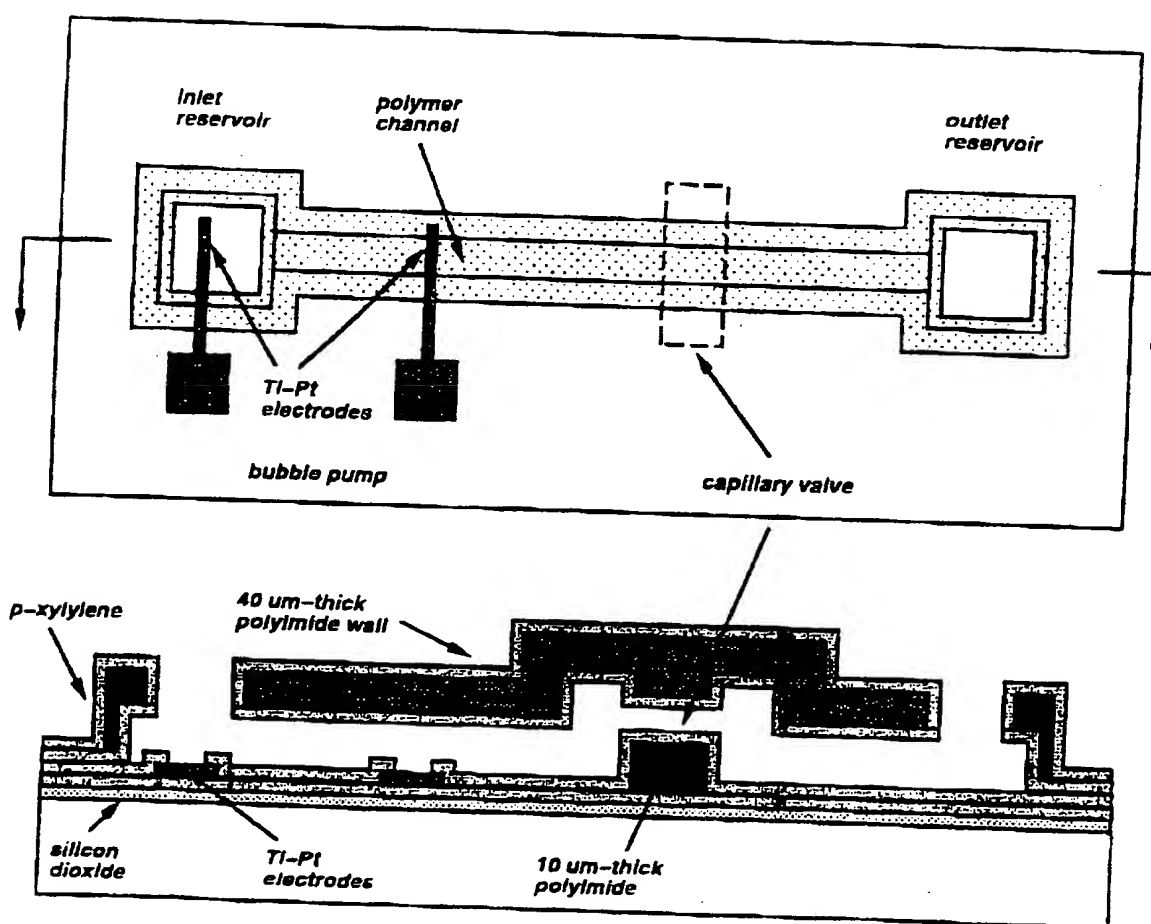 inlet
reservoir
polymer
channel
outlet
reservoir
Ti-Pt
electrodes
bubble pump
capillary valve
p-xylylene
40 um-thick
polyimide wall
silicon
dioxide
Ti-Pt
electrodes
10 um-thick
polyimide